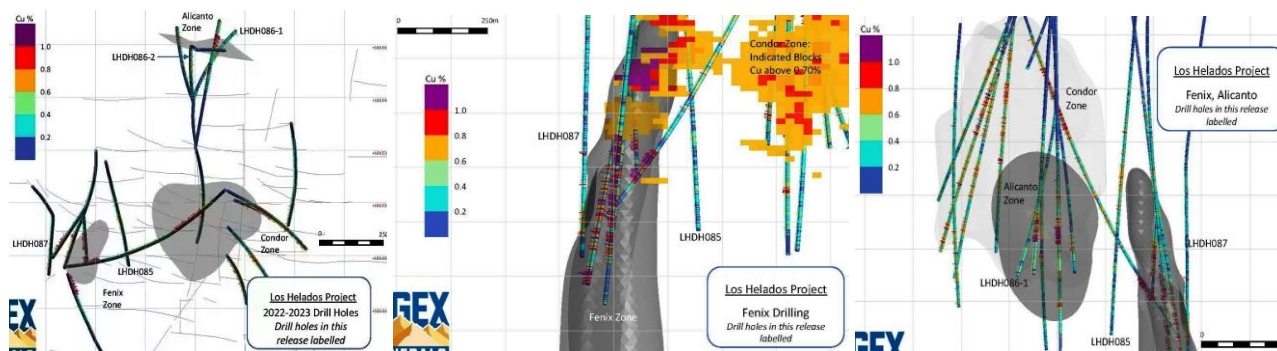 Cu %
1.0
0.8
0.6
0.4
0.2
Alicanto
Zone
LHDH086-1
LHDH086-2
LHDH087
LHDH085
Condor
Zone
Fenix
Zone
Los Helados Project
2022-2023 Drill Holes
Drill holes in this
release labelled
0
250m
Cu %
1.0
0.8
0.6
0.4
0.2
Condor Zone:
Indicated Blocks
Cu above 0.70%
LHDH087
LHDH085
Fenix Zone
GEX
Los Helados Project
Fenix Drilling
Drill holes in this release
labelled
Cu %
1.0
0.8
0.6
0.4
0.2
Condor
Zone
Alicanto
Zone
LHDH086-1
LHDH087
LHDH085
Los Helados Project
Fenix, Alicanto
Drill holes in this release
labelled
0
GEX